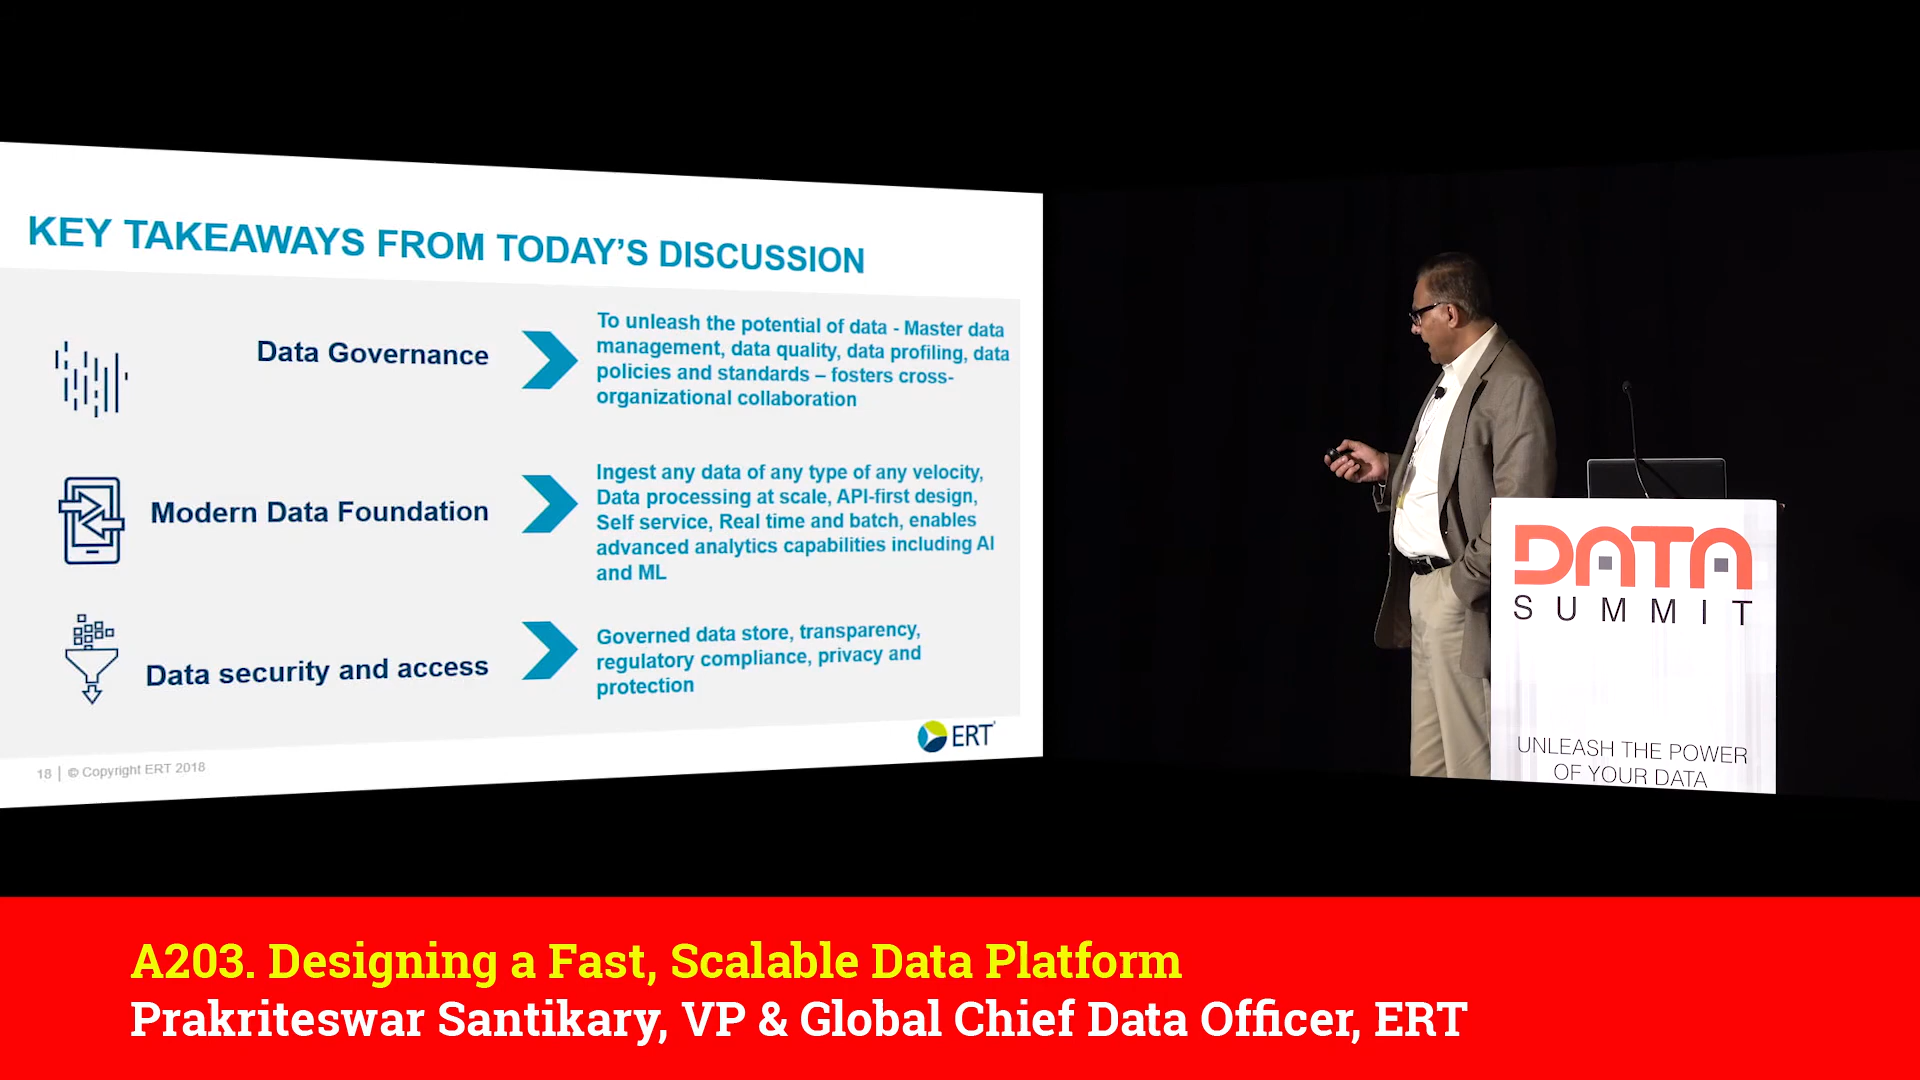 KEY TAKEAWAYS FROM TODAY'S DISCUSSION
Data Governance
To unleash the potential of data - Master data
management, data quality, data profiling, data
policies and standards – fosters cross-
organizational collaboration
Modern Data Foundation
Ingest any data of any type of any velocity,
Data processing at scale, API-first design,
Self service, Real time and batch, enables
advanced analytics capabilities including AI
and ML
Data security and access
Governed data store, transparency,
regulatory compliance, privacy and
protection
ERT
18 | © Copyright ERT 2018
DATA
SUMMIT
UNLEASH THE POWER
OF YOUR DATA
A203. Designing a Fast, Scalable Data Platform
Prakriteswar Santikary, VP & Global Chief Data Officer, ERT